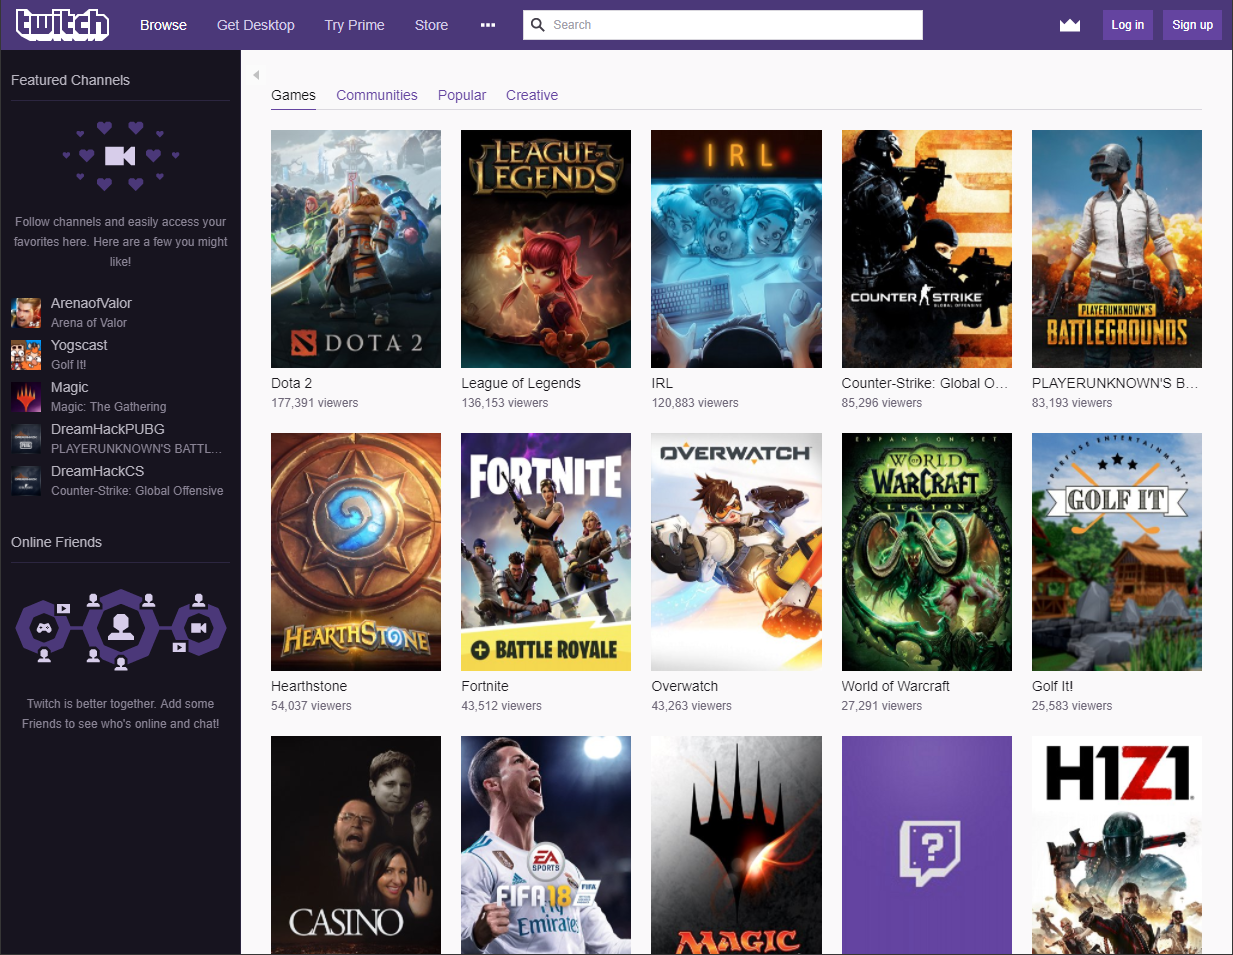 twitch
Browse
Get Desktop
Try Prime
Store
Search
Log in
Sign up
Featured Channels
Follow channels and easily access your
favorites here. Here are a few you might
like!
ArenaofValor
Arena of Valor
Yogscast
Golf It!
Magic
Magic: The Gathering
DreamHackPUBG
PLAYERUNKNOWN'S BATTL...
DreamHackCS
Counter-Strike: Global Offensive
Online Friends
Twitch is better together. Add some
Friends to see who's online and chat!
Games
Communities
Popular
Creative
DOTA 2
LEAGUE OF
LEGENDS
IRL
COUNTER STRIKE
GLOBAL OFFENSIVE
PLAYERUNKNOWN'S
BATTLEGROUNDS
Dota 2
177,391 viewers
League of Legends
136,153 viewers
IRL
120,883 viewers
Counter-Strike: Global O...
85,296 viewers
PLAYERUNKNOWN'S B...
83,193 viewers
HEARTHSTONE
FORTNITE
+ BATTLE ROYALE
OVERWATCH
EXPANSION SET
WORLD OF
WARCRAFT
LEGION
PERFUSE ENTERTAINMENT
GOLF IT
Hearthstone
54,037 viewers
Fortnite
43,512 viewers
Overwatch
43,263 viewers
World of Warcraft
27,291 viewers
Golf It!
25,583 viewers
CASINO
EA
SPORTS
FIFA 18
FIFA
Fly
Emirates
MAGIC
?
H1Z1